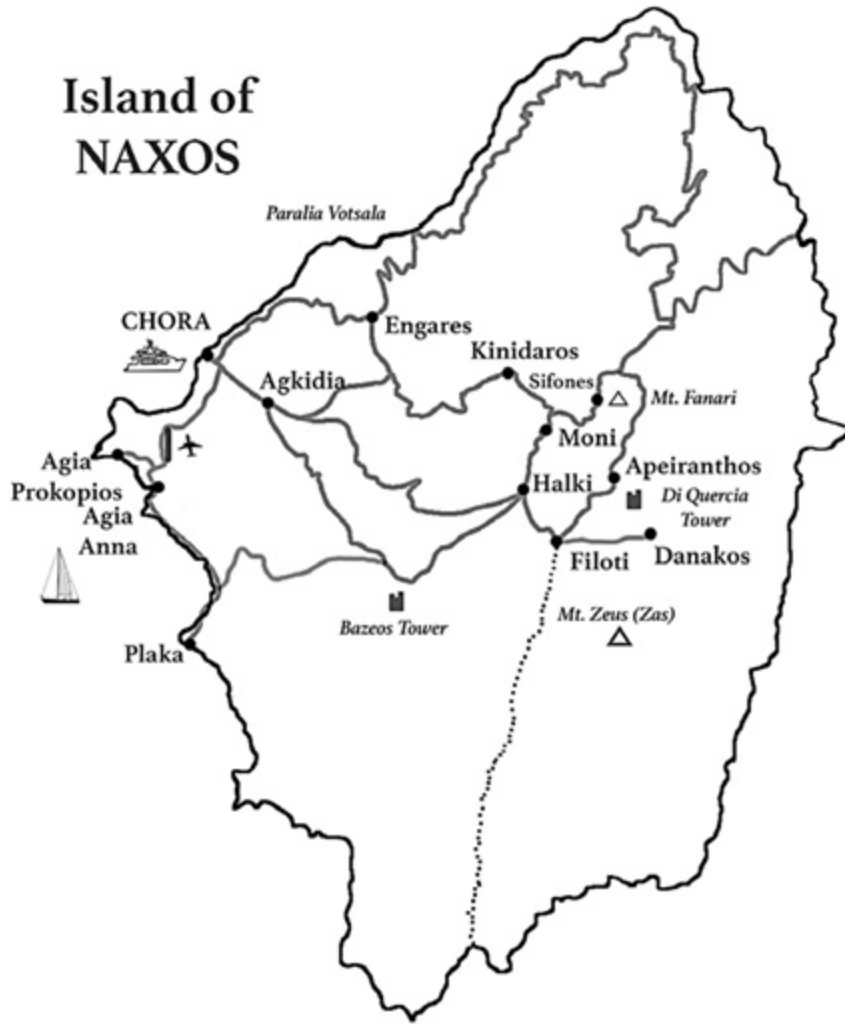 Island of
NAXOS
Paralia Votsala
CHORA
Engares
Kinidaros
Agkidia
Sifones
Mt. Fanari
Moni
Agia
Prokopios
Apeiranthos
Halki
Di Quercia
Tower
Agia
Anna
Filoti
Danakos
Bazeos Tower
Mt. Zeus (Zas)
Plaka